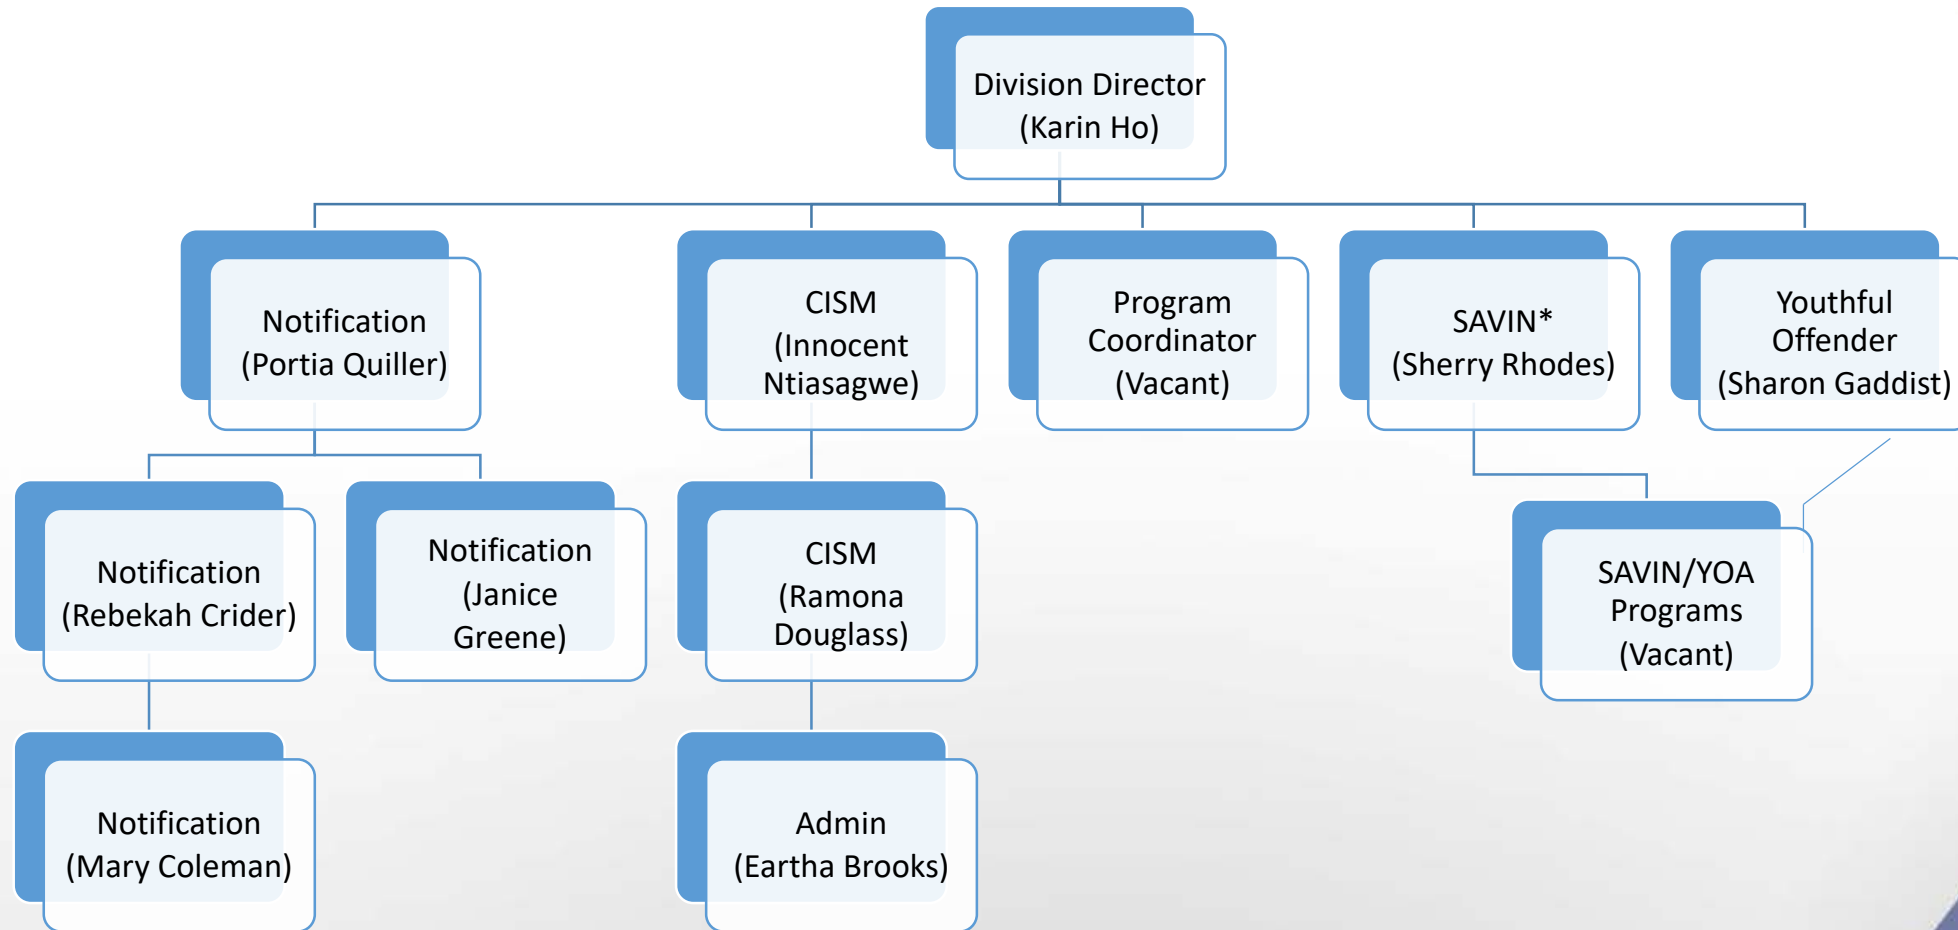 Division Director
(Karin Ho)
Notification
(Portia Quiller)
CISM
(Innocent
Ntiasagwe)
Program
Coordinator
(Vacant)
SAVIN*
(Sherry Rhodes)
Youthful
Offender
(Sharon Gaddist)
Notification
(Rebekah Crider)
Notification
(Janice
Greene)
CISM
(Ramona
Douglass)
SAVIN/YOA
Programs
(Vacant)
Notification
(Mary Coleman)
Admin
(Eartha Brooks)